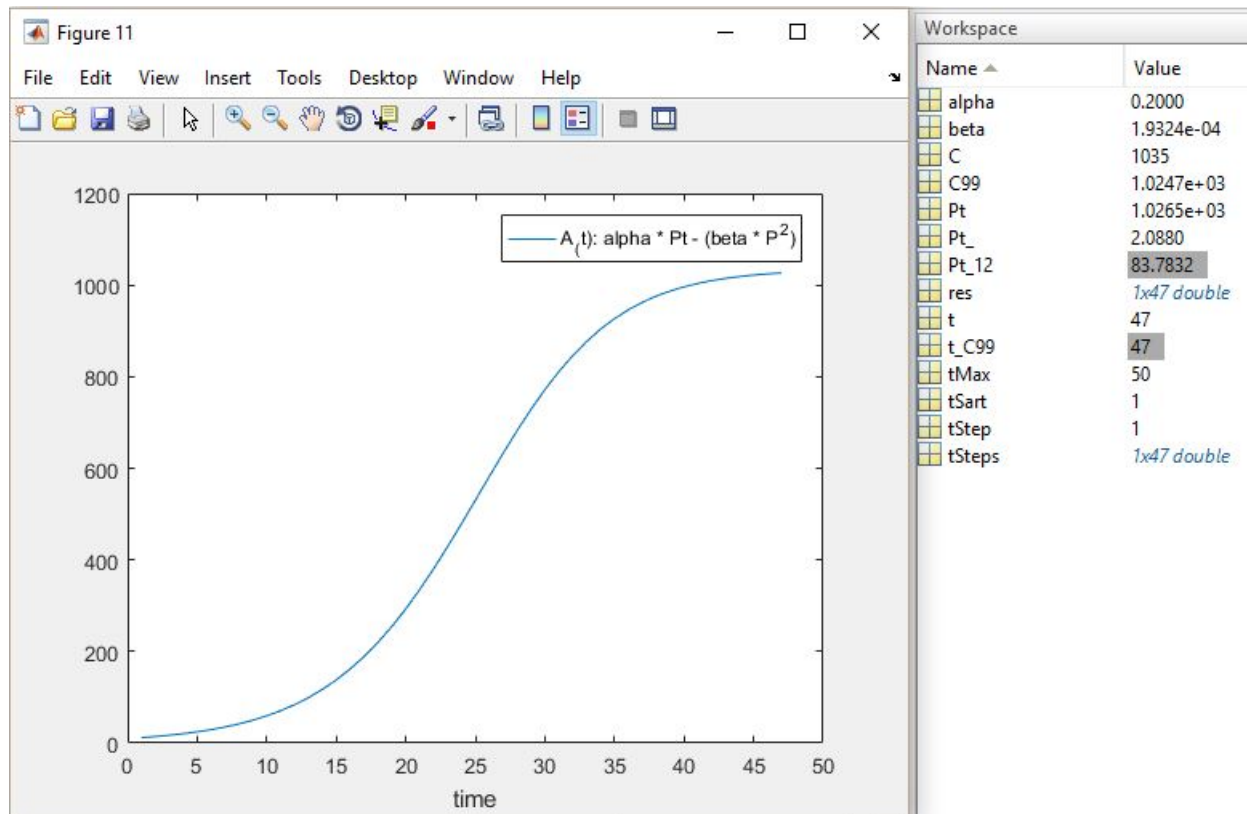 Figure 11
File Edit View Insert Tools Desktop Window Help
1200
1000
800
600
400
200
0
A_(t): alpha * Pt - (beta * P^2)
0 5 10 15 20 25 30 35 40 45 50
time
Workspace
Name Value
alpha 0.2000
beta 1.9324e-04
C 1035
C99 1.0247e+03
Pt 1.0265e+03
Pt_ 2.0880
Pt_12 83.7832
res 1x47 double
t 47
t_C99 47
tMax 50
tSart 1
tStep 1
tSteps 1x47 double